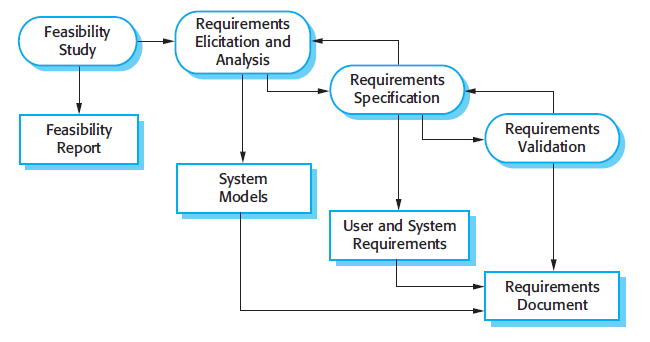 Feasibility
Study
Requirements
Elicitation and
Analysis
Requirements
Specification
Feasibility
Report
Requirements
Validation
System
Models
User and System
Requirements
Requirements
Document